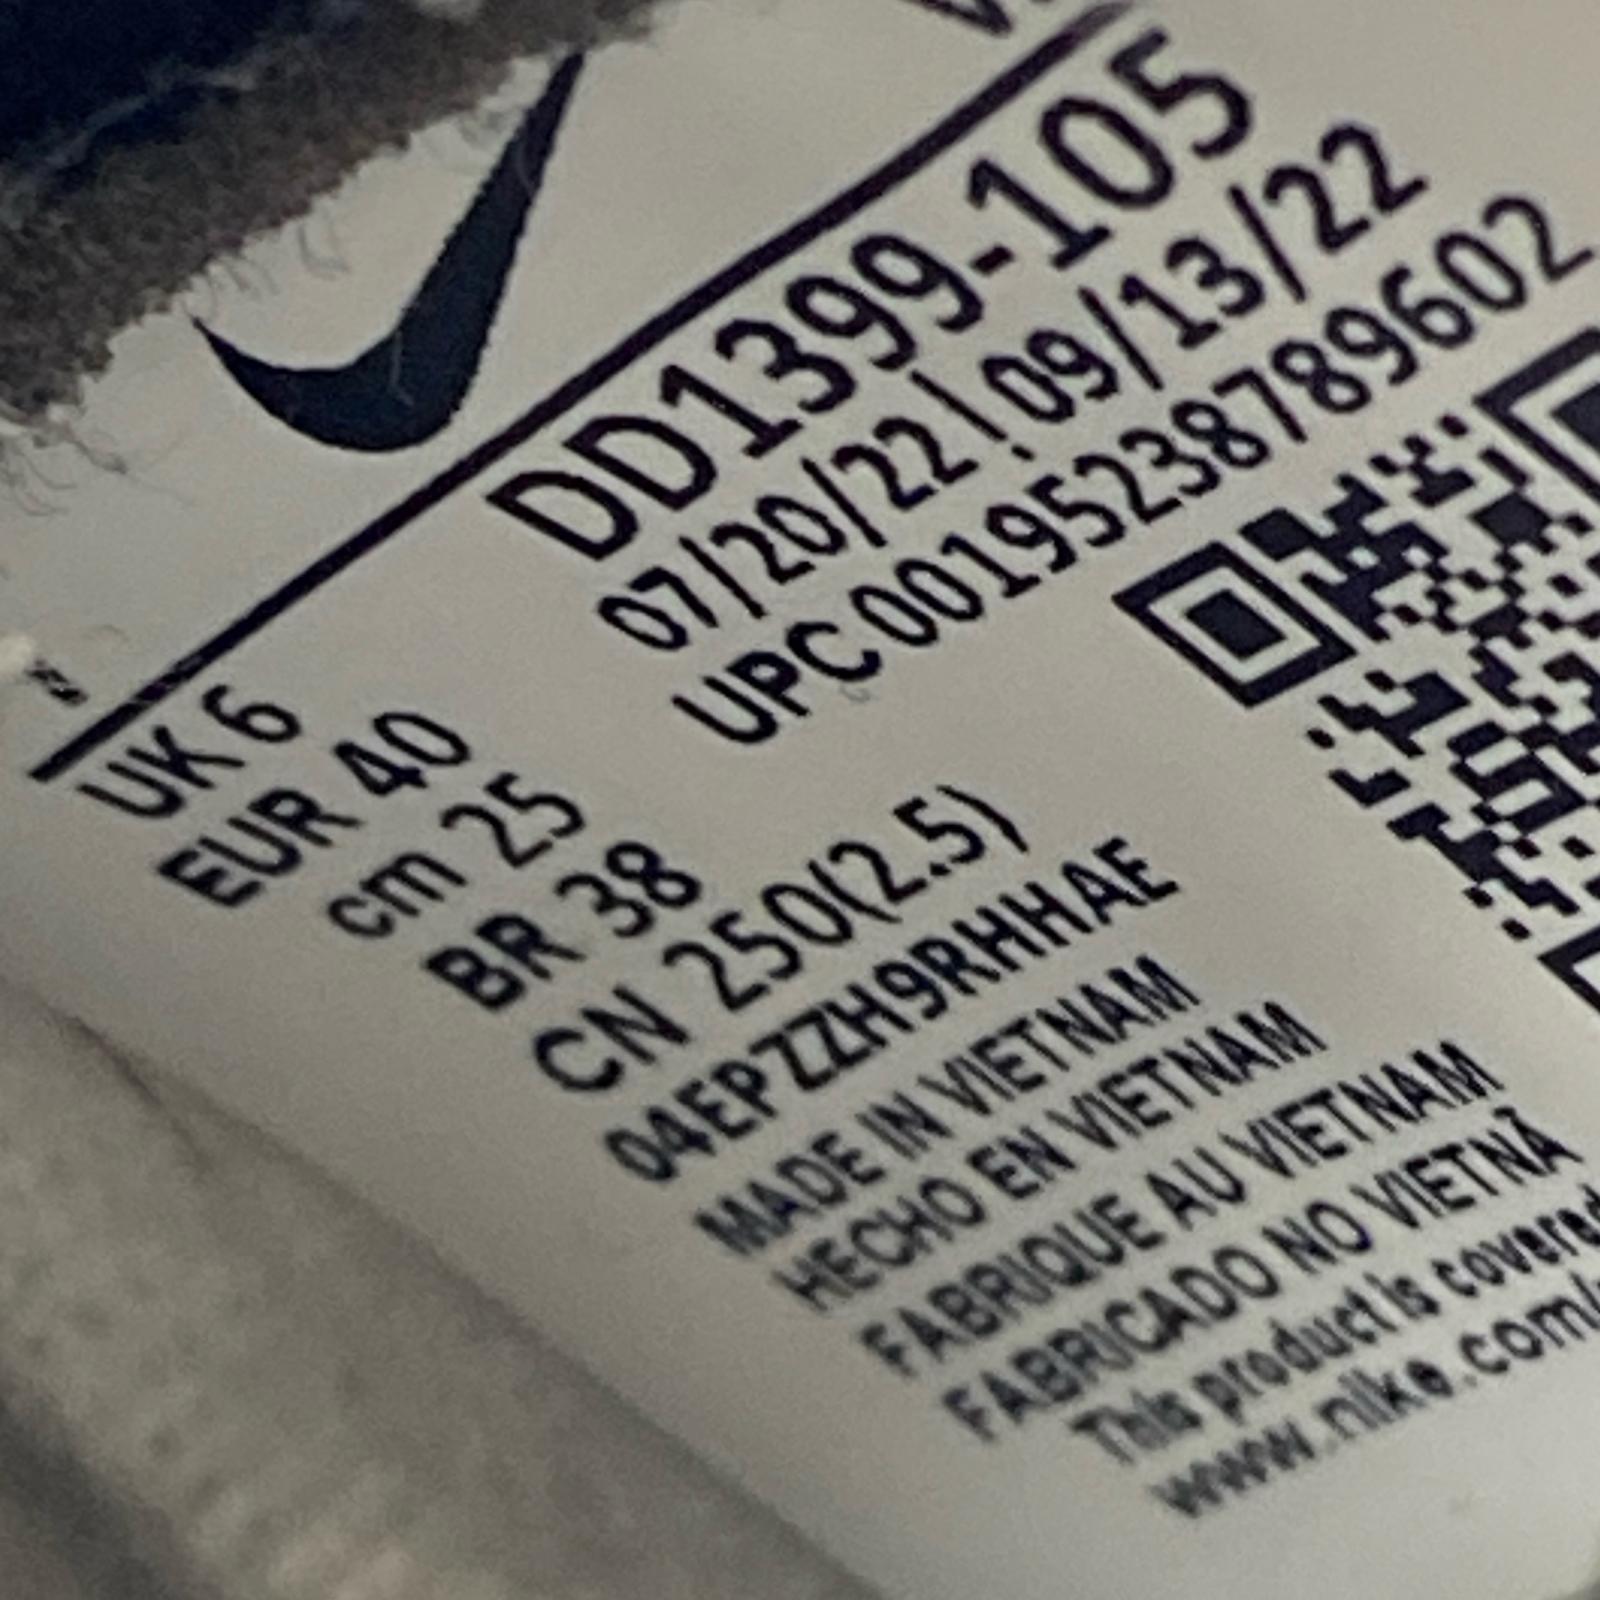 DD1399-105
07/20/22 | 09/13/22
UPC 00195238789602
UK 6
EUR 40
cm 25
BR 38
CN 250(2.5)
04EPZZH9RHHAE
MADE IN VIETNAM
HECHO EN VIETNAM
FABRIQUE AU VIETNAM
FABRICADO NO VIETNÃ
This product is covered
www.nike.com/